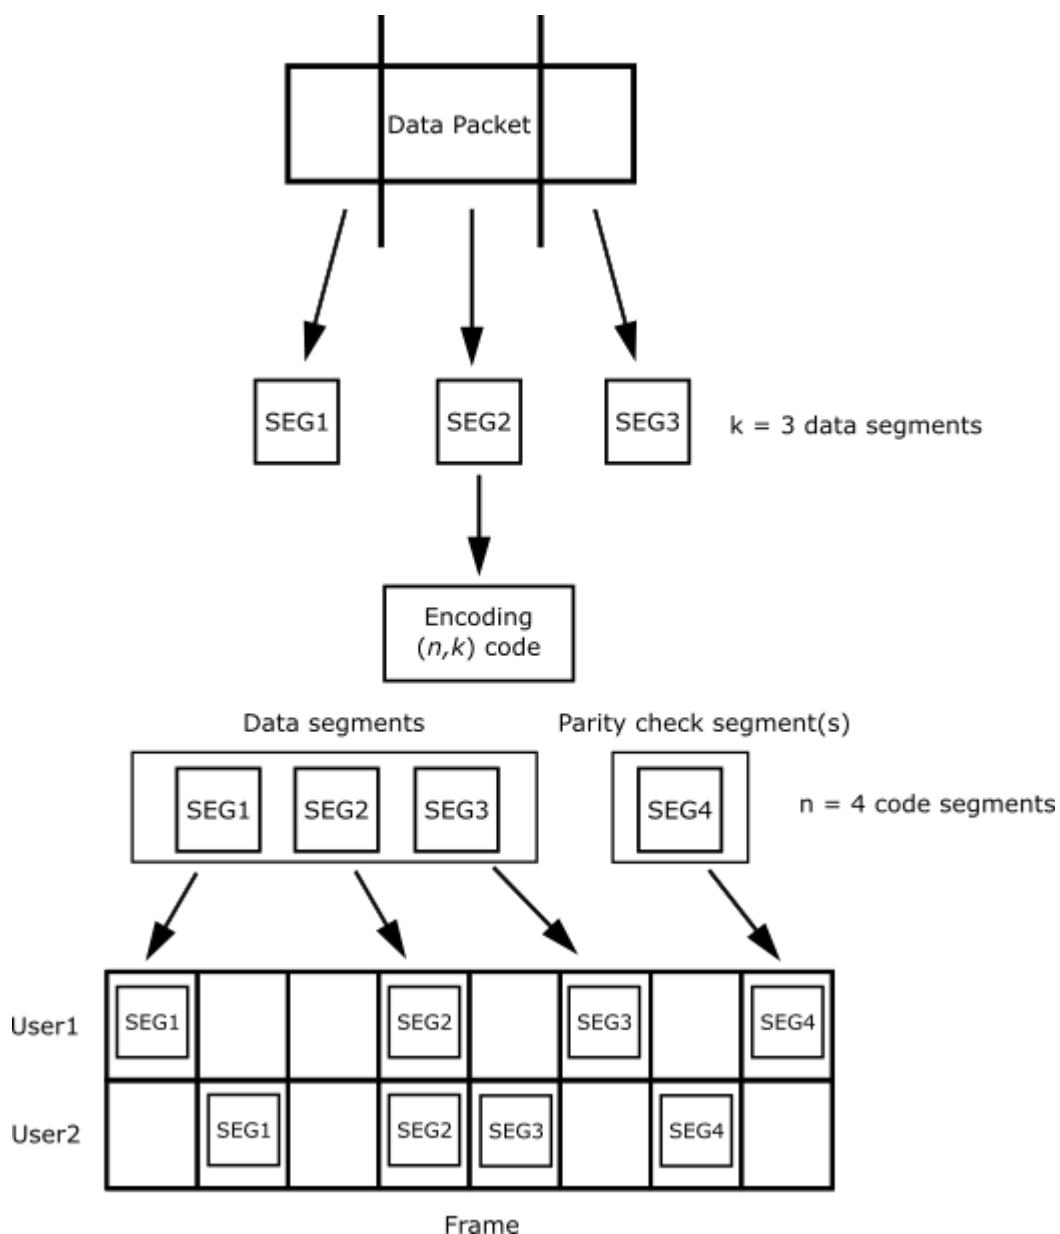 Data Packet
SEG1 SEG2 SEG3 k = 3 data segments
Encoding
(n,k) code
Data segments Parity check segment(s)
SEG1 SEG2 SEG3 SEG4 n = 4 code segments
User1 SEG1 SEG2 SEG3 SEG4
User2 SEG1 SEG2 SEG3 SEG4
Frame